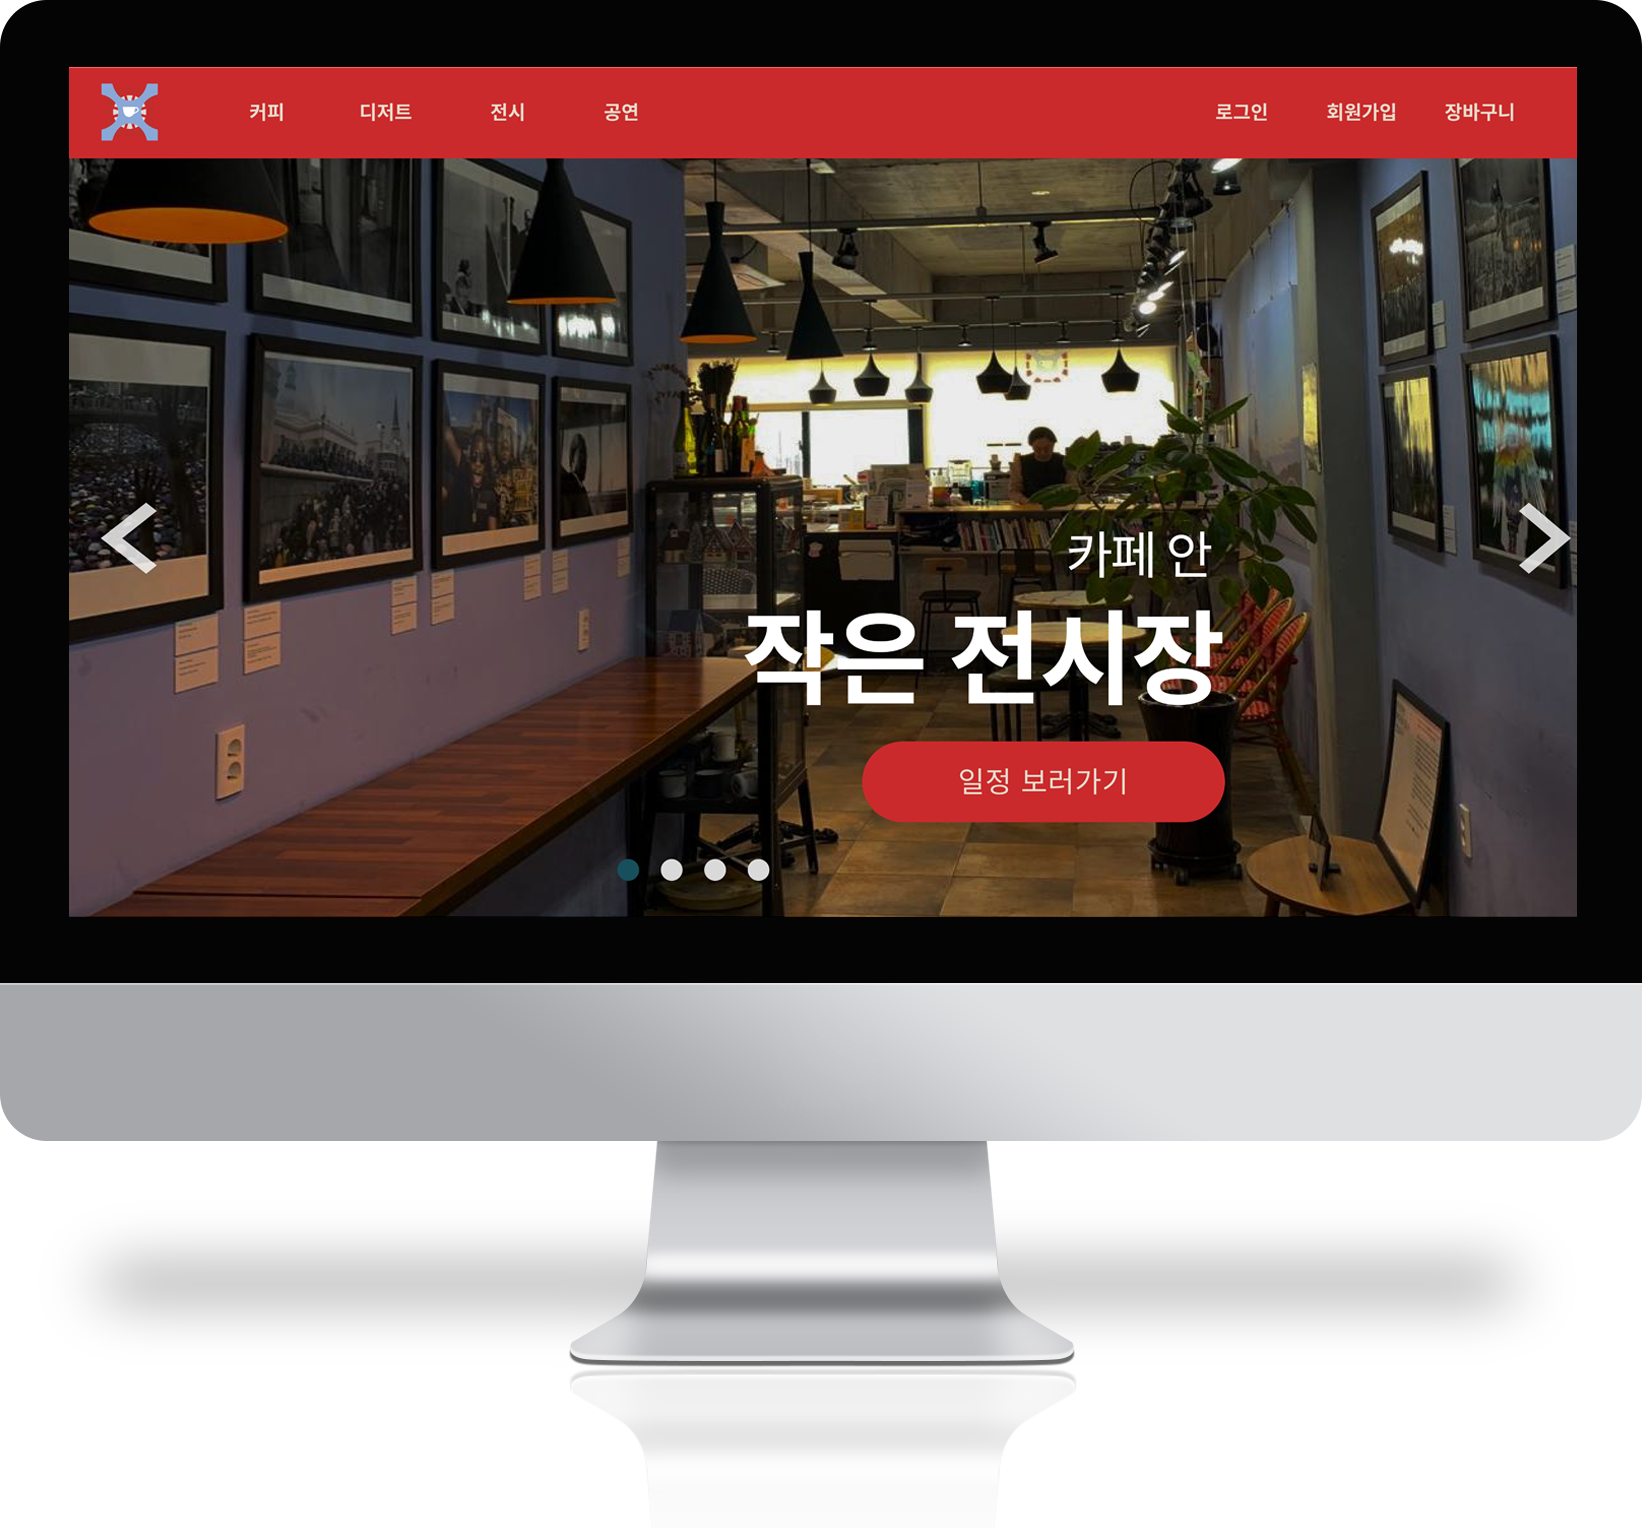 커피
디저트
전시
공연
로그인
회원가입
장바구니
카페 안
작은 전시장
일정 보러가기